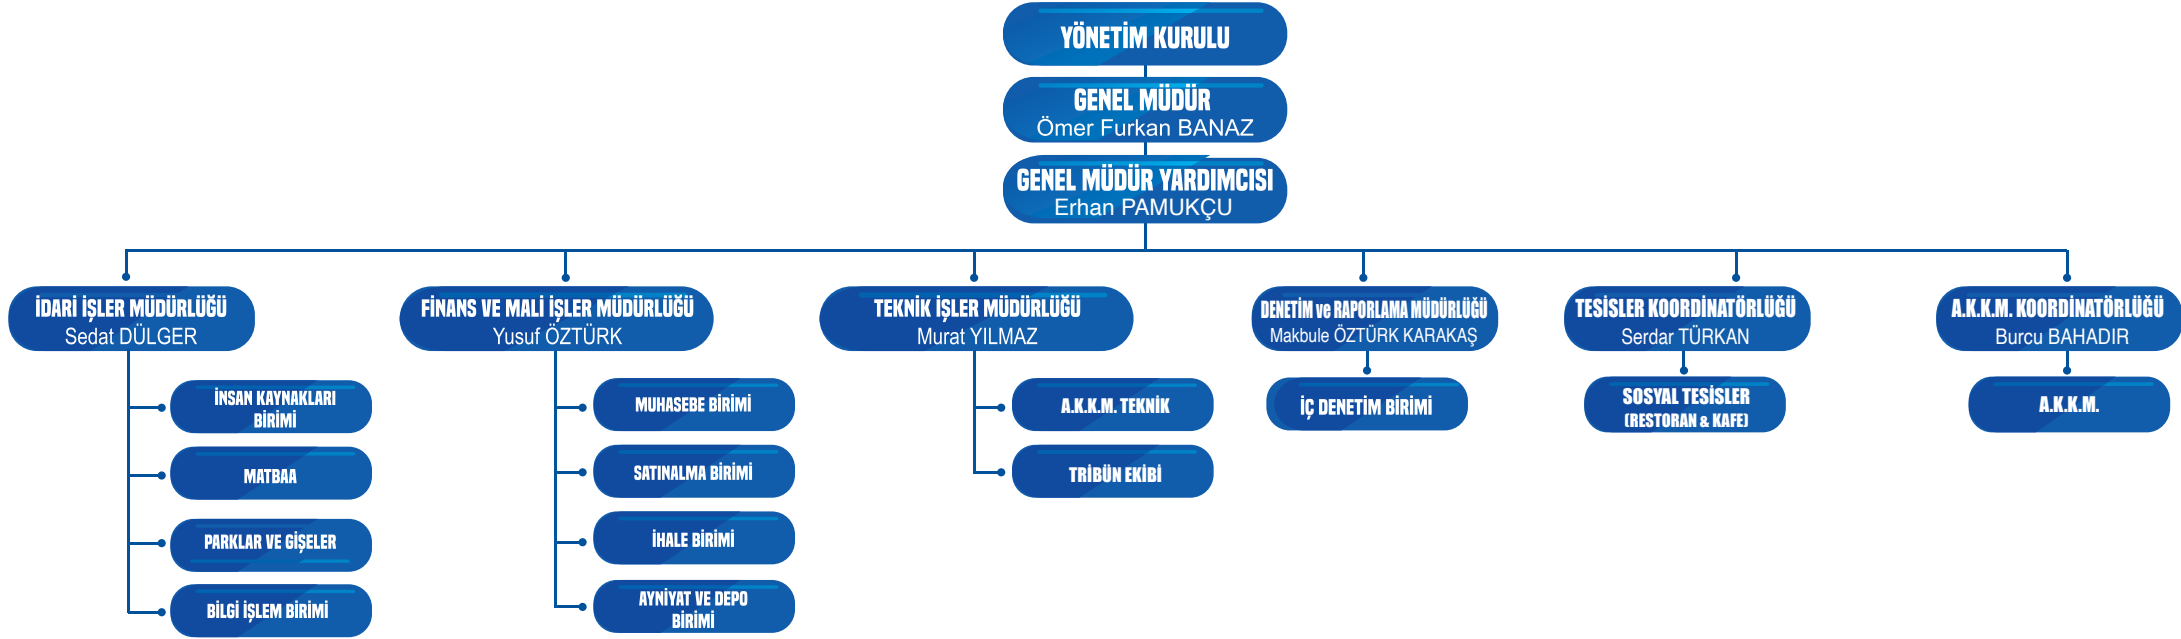 YÖNETİM KURULU
GENEL MÜDÜR
Ömer Furkan BANAZ
GENEL MÜDÜR YARDIMCISI
Erhan PAMUKÇU
İDARİ İŞLER MÜDÜRLÜĞÜ
Sedat DÜLGER
FİNANS VE MALİ İŞLER MÜDÜRLÜĞÜ
Yusuf ÖZTÜRK
TEKNİK İŞLER MÜDÜRLÜĞÜ
Murat YILMAZ
DENETİM ve RAPORLAMA MÜDÜRLÜĞÜ
Makbule ÖZTÜRK KARAKAŞ
TESİSLER KOORDİNATÖRLÜĞÜ
Serdar TÜRKAN
A.K.K.M. KOORDİNATÖRLÜĞÜ
Burcu BAHADIR
İNSAN KAYNAKLARI
BİRİMİ
MATBAA
PARKLAR VE GİŞELER
BİLGİ İŞLEM BİRİMİ
MUHASEBE BİRİMİ
SATINALMA BİRİMİ
İHALE BİRİMİ
AYNİYAT VE DEPO
BİRİMİ
A.K.K.M. TEKNİK
TRİBÜN EKİBİ
İÇ DENETİM BİRİMİ
SOSYAL TESİSLER
(RESTORAN & KAFE)
A.K.K.M.